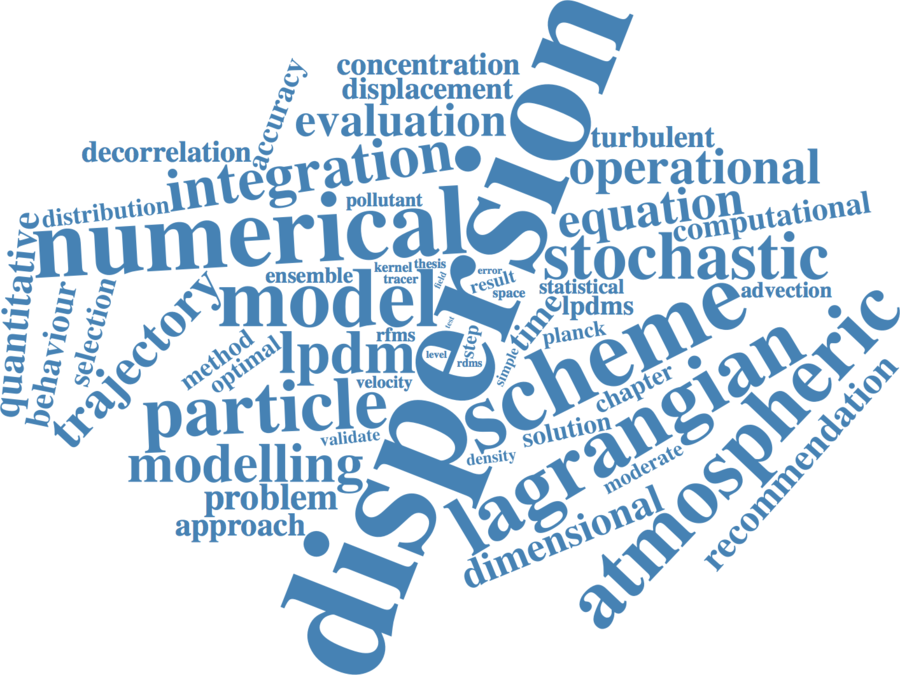 dispersion
concentration
displacement
evaluation
accuracy
turbulent
decorrelation
integration
operational
pollutant
distribution
equation
computational
numerical
stochastic
quantitative
behaviour
selection
trajectory
ensemble
kernel
thesis
tracer
field
error
result
space
statistical
advection
model
lpdms
time
planck
rfms
test
step
method
optimal
lpdm
level
rdms
simple
scheme
atmospheric
velocity
particle
chapter
lagrangian
validate
solution
density
moderate
recommendation
modelling
problem
approach
dimensional